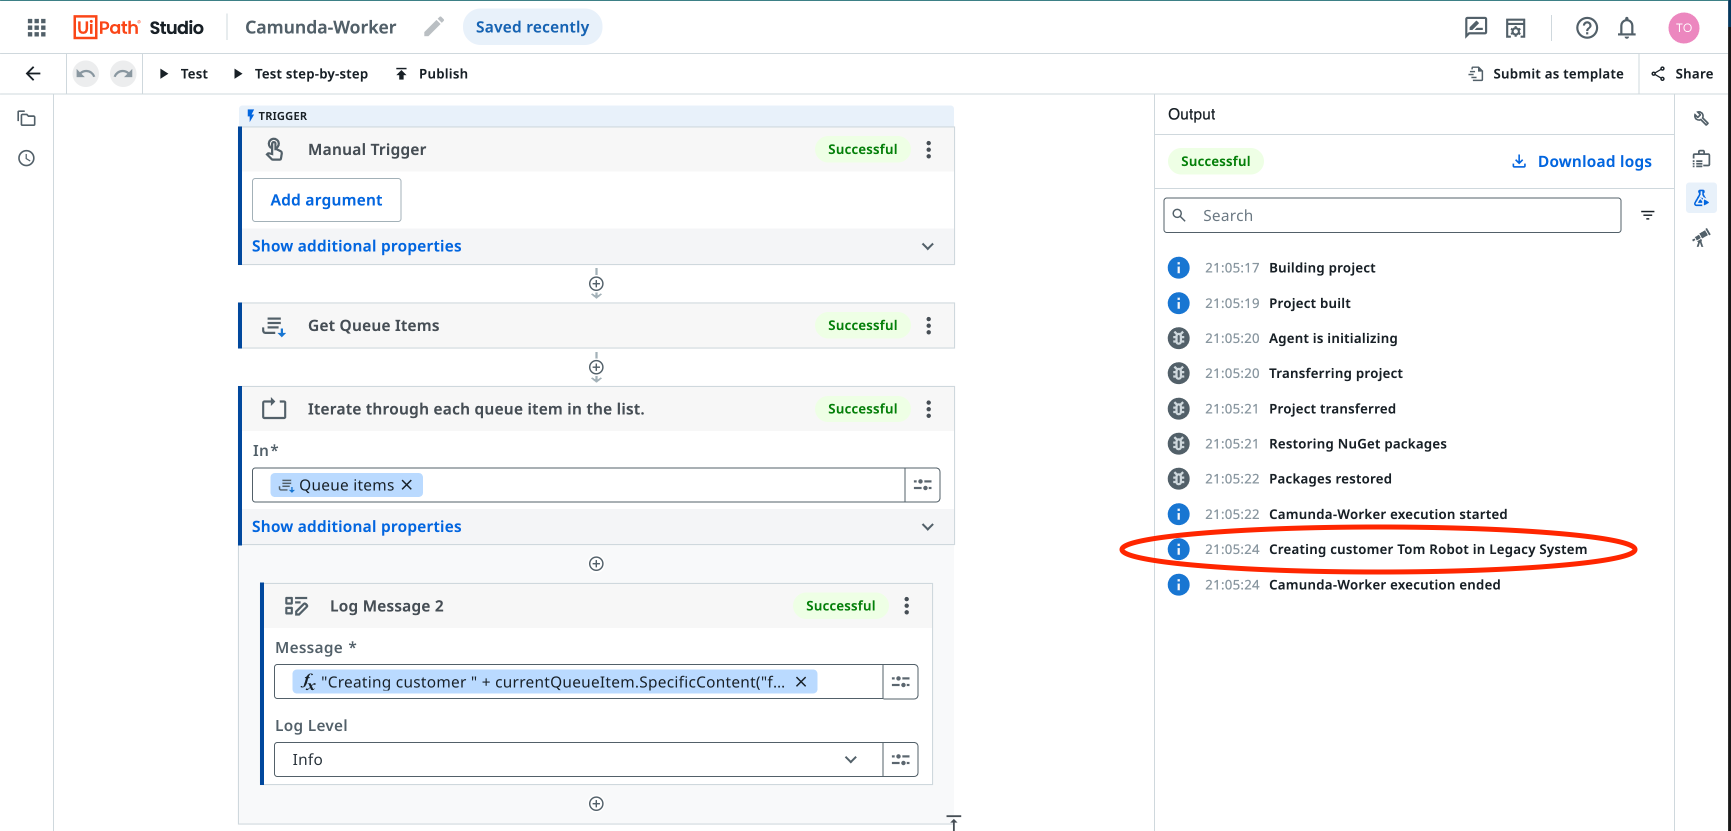 UiPath Studio
Camunda-Worker
Saved recently
TO
Test
Test step-by-step
Publish
Submit as template
Share
TRIGGER
Manual Trigger
Successful
Add argument
Show additional properties
Get Queue Items
Successful
Iterate through each queue item in the list.
Successful
In*
Queue items
Show additional properties
Log Message 2
Successful
Message *
fx "Creating customer " + currentQueueItem.SpecificContent("f...
Log Level
Info
Output
Successful
Download logs
Search
21:05:17 Building project
21:05:19 Project built
21:05:20 Agent is initializing
21:05:20 Transferring project
21:05:21 Project transferred
21:05:21 Restoring NuGet packages
21:05:22 Packages restored
21:05:22 Camunda-Worker execution started
21:05:24 Creating customer Tom Robot in Legacy System
21:05:24 Camunda-Worker execution ended